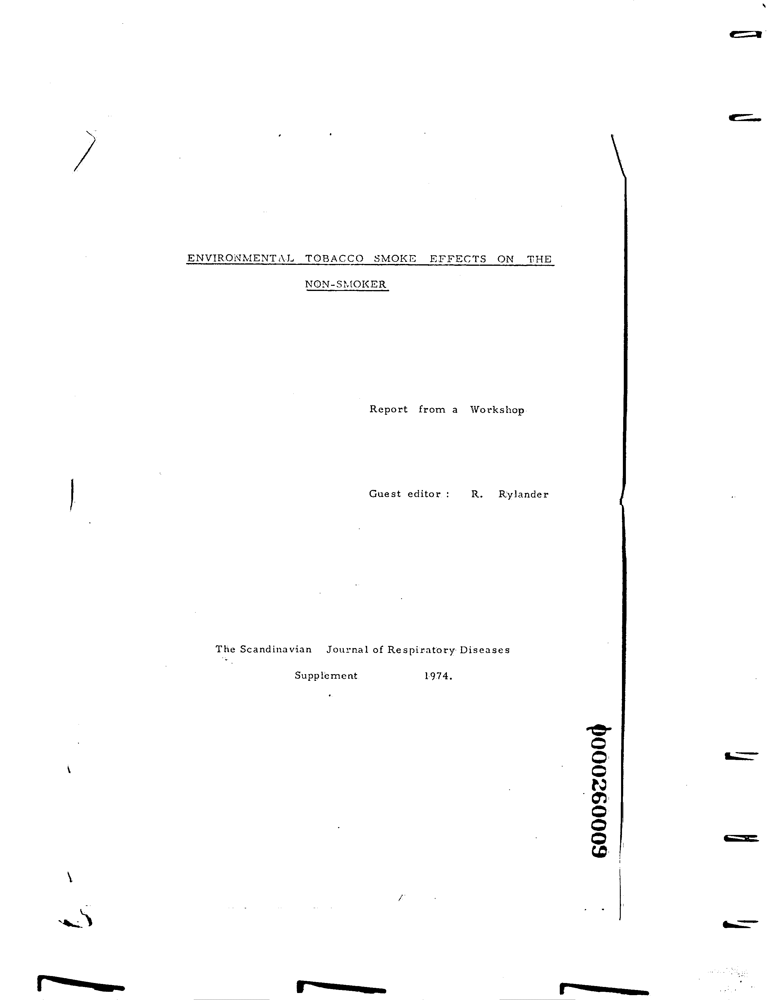 ENVIRONMENTAL TOBACCO SMOKE EFFECTS ON THE
NON-SMOKER
Report from a Workshop
Guest editor : R. Rylander
The Scandinavian Journal of Respiratory Diseases
Supplement 1974.
p000260009